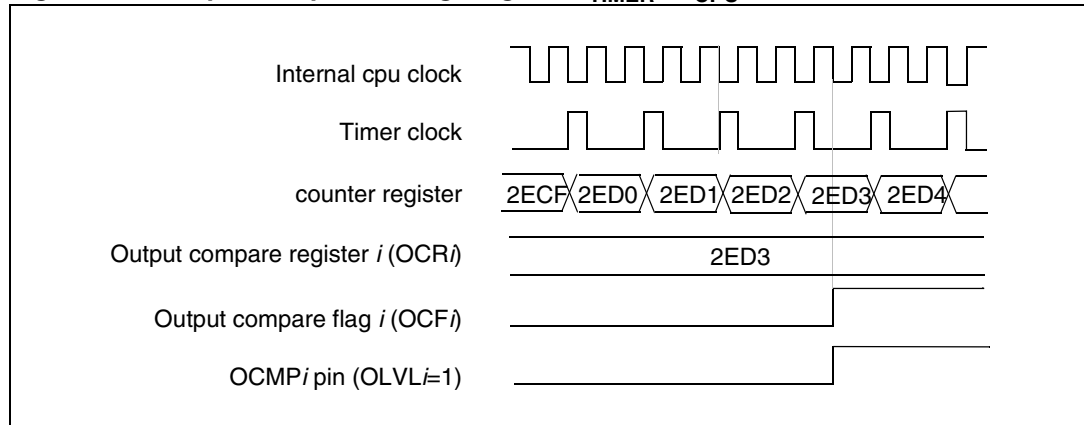 Internal cpu clock
Timer clock
counter register
2ECF 2ED0 2ED1 2ED2 2ED3 2ED4
Output compare register i (OCRi)
2ED3
Output compare flag i (OCFi)
OCMPi pin (OLVLi=1)